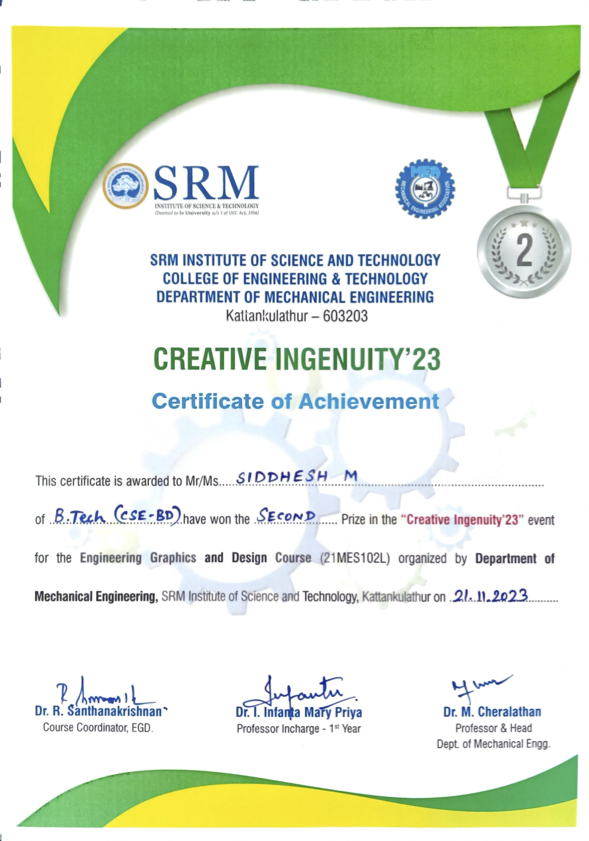 SRM
INSTITUTE OF SCIENCE & TECHNOLOGY
(Deemed to be University u/s 3 of UGC Act, 1956)
MECHANICAL ENGINEERING ASSOCIATION
2
SRM INSTITUTE OF SCIENCE AND TECHNOLOGY
COLLEGE OF ENGINEERING & TECHNOLOGY
DEPARTMENT OF MECHANICAL ENGINEERING
Kattankulathur – 603203
CREATIVE INGENUITY'23
Certificate of Achievement
This certificate is awarded to Mr/Ms.... SIDDHESH M
of B.Tech (CSE-BD) have won the SECOND Prize in the "Creative Ingenuity'23" event
for the Engineering Graphics and Design Course (21MES102L) organized by Department of
Mechanical Engineering, SRM Institute of Science and Technology, Kattankulathur on 21.11.2023
Dr. R. Santhanakrishnan
Dr. I. Infanta Mary Priya
Dr. M. Cheralathan
Course Coordinator, EGD.
Professor Incharge - 1st Year
Professor & Head
Dept. of Mechanical Engg.